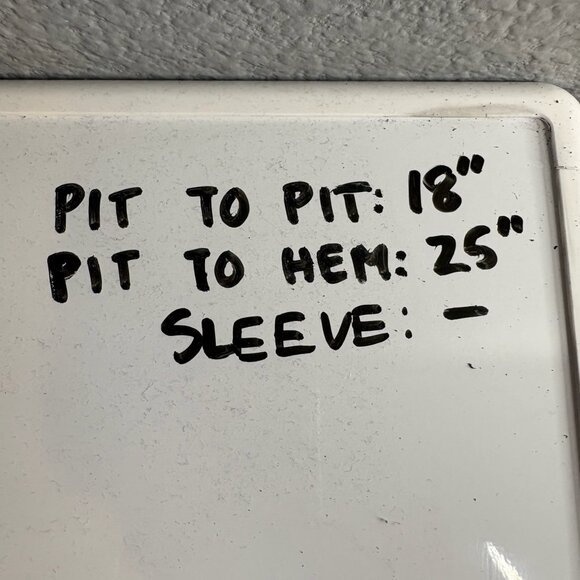 PIT TO PIT: 18"
PIT TO HEM: 25"
SLEEVE: -